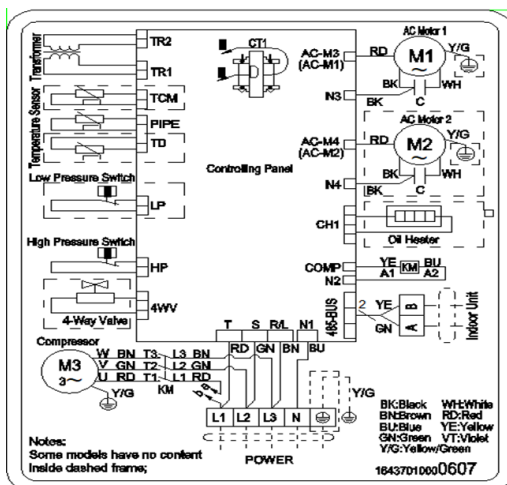 Transformer
TR2
TR1
Temperature Sensor
TCM
PIPE
TD
Low Pressure Switch
LP
High Pressure Switch
HP
4WV
4-Way Valve
CT1
Controlling Panel
AC-M3
(AC-M1)
N3
RD
AC Motor 1
M1
Y/G
BK
WH
BK
C
AC-M4
(AC-M2)
N4
RD
AC Motor 2
M2
Y/G
BK
WH
BK
C
CH1
Oil Heater
COMP
N2
YE
KM
BU
A1
A2
485-BUS
2
YE
GN
B
A
Indoor Unit
T S R/L N1
RD GN BN BU
Compressor
M3
3~
W BN T3 L3 BN
V VT T2 L2 GN
U RD T1 L1 RD
KM
Y/G
a
b
L1 L2 L3 N
Y/G
POWER
Notes:
Some models have no content
inside dashed frame;
BK:Black WH:White
BN:Brown RD:Red
BU:Blue YE:Yellow
GN:Green VT:Violet
Y/G:Yellow/Green
16437010000607